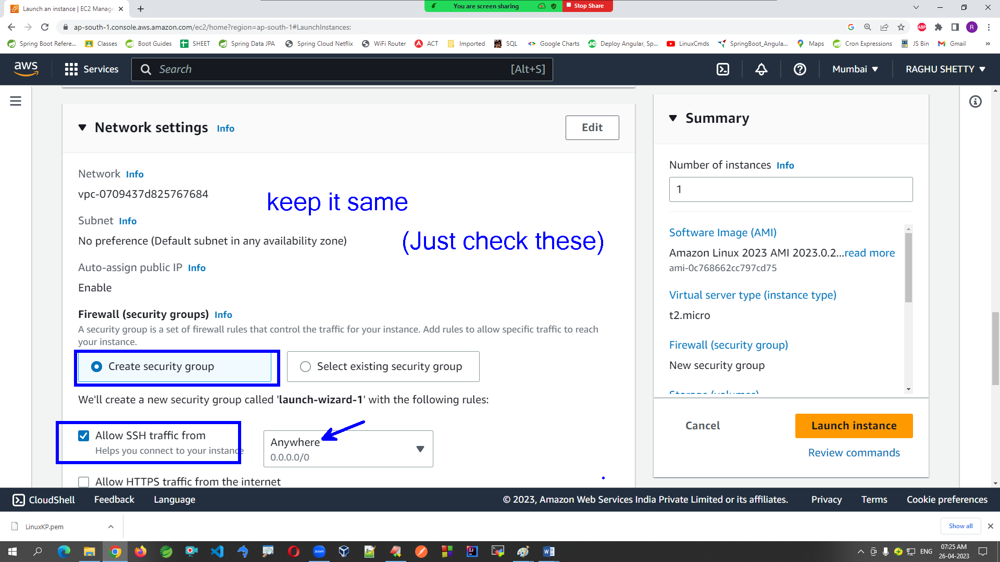 Launch an instance | EC2 Manage
You are screen sharing
Stop Share
ap-south-1.console.aws.amazon.com/ec2/home?region=ap-south-1#LaunchInstances:
ABP
R
Spring Boot Refere...
Classes
Boot Guides
SHEET
Spring Data JPA
Spring Cloud Netflix
WiFi Router
ACT
Imported
SQL
Google Charts
Deploy Angular, Sp...
LinuxCmds
SpringBoot_Angula...
Maps
Cron Expressions
JS Bin
Gmail
»
aws
Services
Search
[Alt+S]
Mumbai
RAGHU SHETTY
Network settings Info
Edit
Network Info
vpc-0709437d825767684
keep it same
Subnet Info
No preference (Default subnet in any availability zone)
(Just check these)
Auto-assign public IP Info
Enable
Firewall (security groups) Info
A security group is a set of firewall rules that control the traffic for your instance. Add rules to allow specific traffic to reach
your instance.
Create security group
Select existing security group
We'll create a new security group called 'launch-wizard-1' with the following rules:
Allow SSH traffic from
Helps you connect to your instance
Anywhere
0.0.0.0/0
Allow HTTPS traffic from the internet
Summary
Number of instances Info
1
Software Image (AMI)
Amazon Linux 2023 AMI 2023.0.2...read more
ami-0c768662cc797cd75
Virtual server type (instance type)
t2.micro
Firewall (security group)
New security group
Storage (volumes)
Cancel
Launch instance
Review commands
CloudShell
Feedback
Language
© 2023, Amazon Web Services India Private Limited or its affiliates.
Privacy
Terms
Cookie preferences
LinuxKP.pem
Show all
zoom
ENG
07:25 AM
26-04-2023